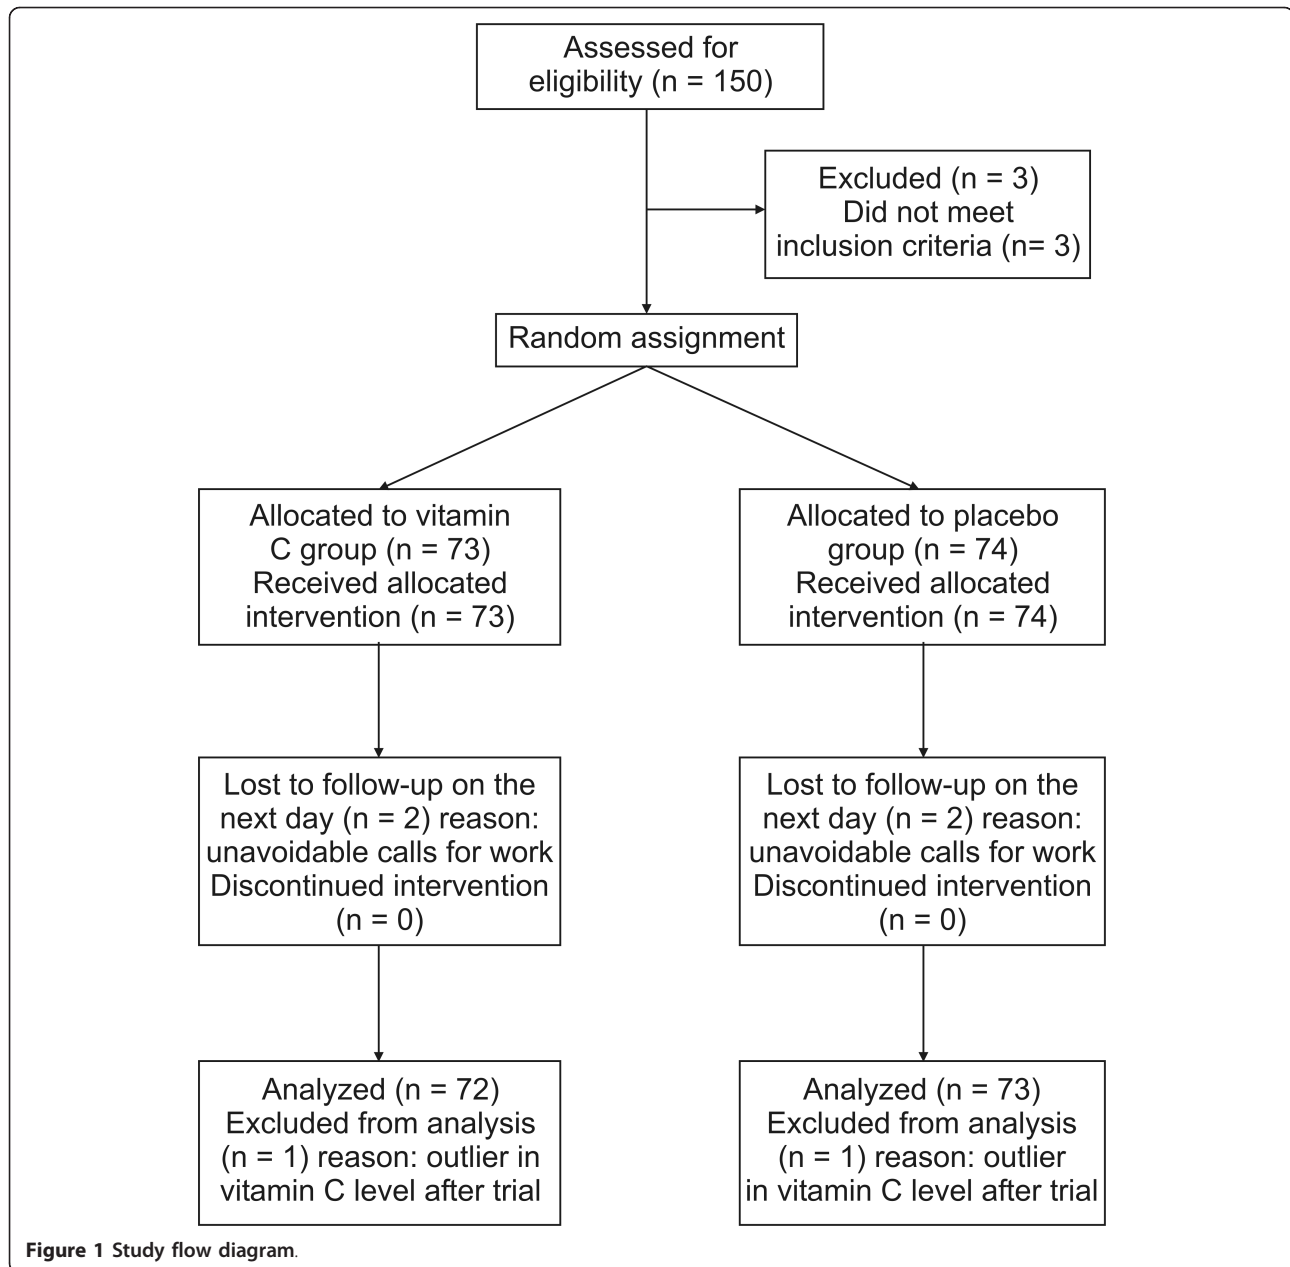 Assessed for
eligibility (n = 150)
Excluded (n = 3)
Did not meet
inclusion criteria (n= 3)
Random assignment
Allocated to vitamin
C group (n = 73)
Received allocated
intervention (n = 73)
Allocated to placebo
group (n = 74)
Received allocated
intervention (n = 74)
Lost to follow-up on the
next day (n = 2) reason:
unavoidable calls for work
Discontinued intervention
(n = 0)
Lost to follow-up on the
next day (n = 2) reason:
unavoidable calls for work
Discontinued intervention
(n = 0)
Analyzed (n = 72)
Excluded from analysis
(n = 1) reason: outlier in
vitamin C level after trial
Analyzed (n = 73)
Excluded from analysis
(n = 1) reason: outlier
in vitamin C level after trial
Figure 1 Study flow diagram.